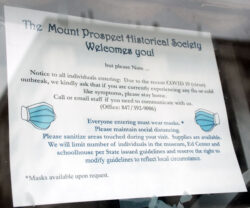 The Mount Prospect Historical Society
Welcomes you!
but please Note ...
Notice to all individuals entering: Due to the recent COVID 19 (virus)
outbreak, we kindly ask that if you are currently experiencing any flu or cold
like symptoms, please stay home.
Call or email staff if you need to communicate with us.
(Office: 847/392-9006)
Everyone entering must wear masks. *
Please maintain social distancing.
Please sanitize areas touched during your visit. Supplies are available.
We will limit number of individuals in the museum, Ed Center and
schoolhouse per State issued guidelines and reserve the right to
modify guidelines to reflect local circumstance.
*Masks available upon request.